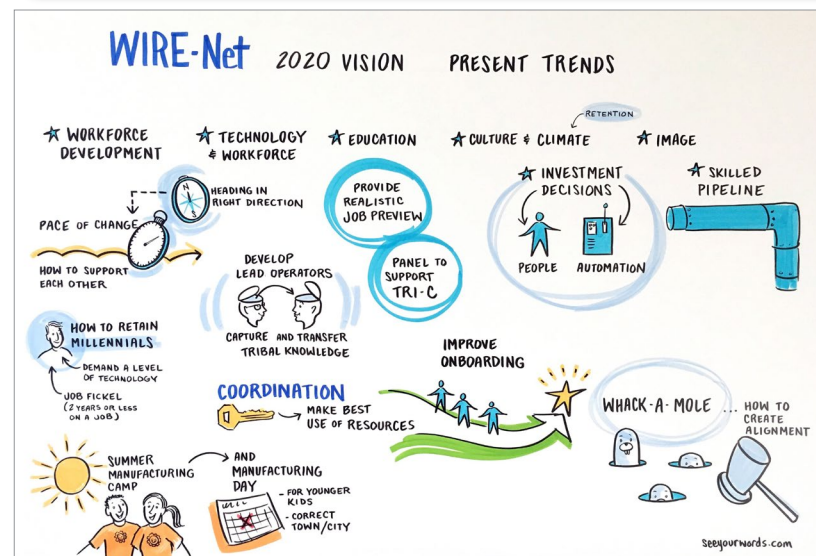 WIRE-Net 2020 VISION PRESENT TRENDS
WORKFORCE
DEVELOPMENT
TECHNOLOGY
& WORKFORCE
EDUCATION
CULTURE & CLIMATE
RETENTION
IMAGE
N
S
HEADING IN
RIGHT DIRECTION
PACE OF CHANGE
HOW TO SUPPORT
EACH OTHER
PROVIDE
REALISTIC
JOB PREVIEW
PANEL TO
SUPPORT
TRI-C
INVESTMENT
DECISIONS
PEOPLE
AUTOMATION
SKILLED
PIPELINE
DEVELOP
LEAD OPERATORS
CAPTURE AND TRANSFER
TRIBAL KNOWLEDGE
HOW TO RETAIN
MILLENNIALS
DEMAND A LEVEL
OF TECHNOLOGY
JOB FICKEL
(2 YEARS OR LESS
ON A JOB)
COORDINATION
MAKE BEST
USE OF RESOURCES
IMPROVE
ONBOARDING
WHACK-A-MOLE ... HOW TO
CREATE
ALIGNMENT
SUMMER
MANUFACTURING
CAMP
AND
MANUFACTURING
DAY
- FOR YOUNGER
KIDS
- CORRECT
TOWN/CITY
seeyourwords.com